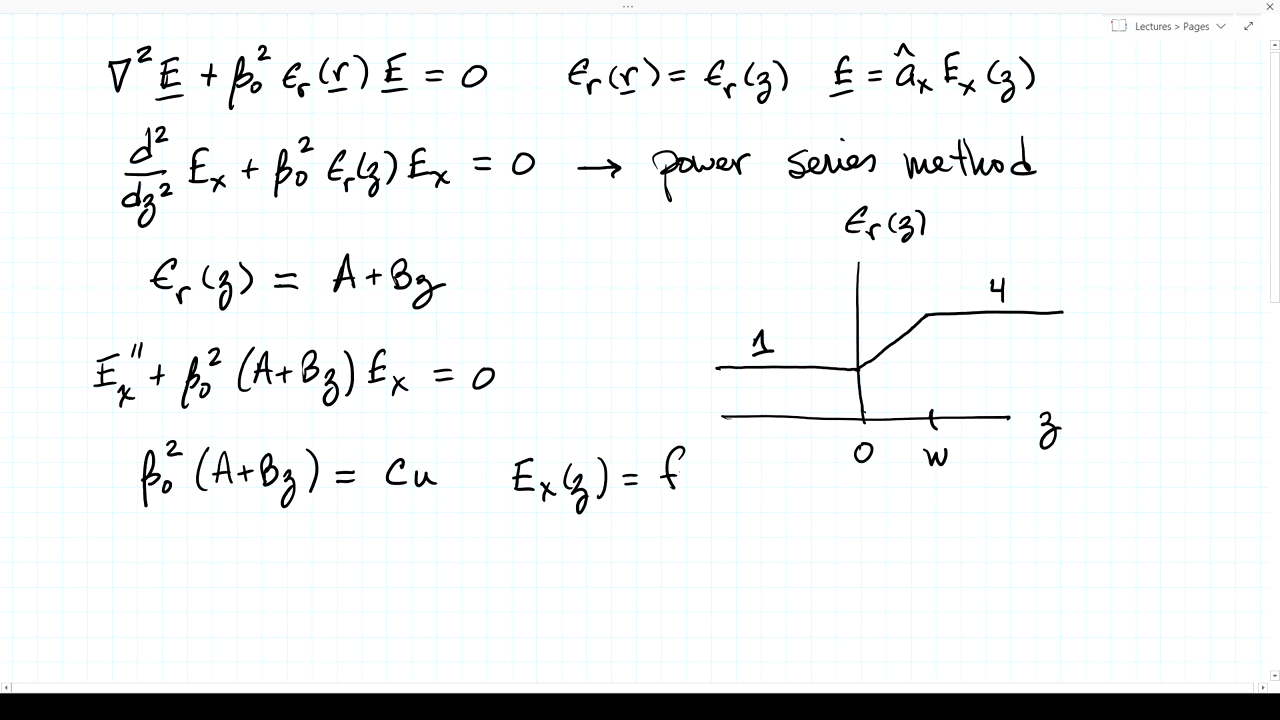 Lectures > Pages
∇² E + β₀² ϵᵣ(r) E = 0 ϵᵣ(r) = ϵᵣ(z) E = âₓ Eₓ(z)
d²/dz² Eₓ + β₀² ϵᵣ(z) Eₓ = 0 → power series method
ϵᵣ(z)
ϵᵣ(z) = A+Bz
4
1
Eₓ'' + β₀² (A+Bz) Eₓ = 0
z
0 w
β₀² (A+Bz) = Cu Eₓ(z) = f